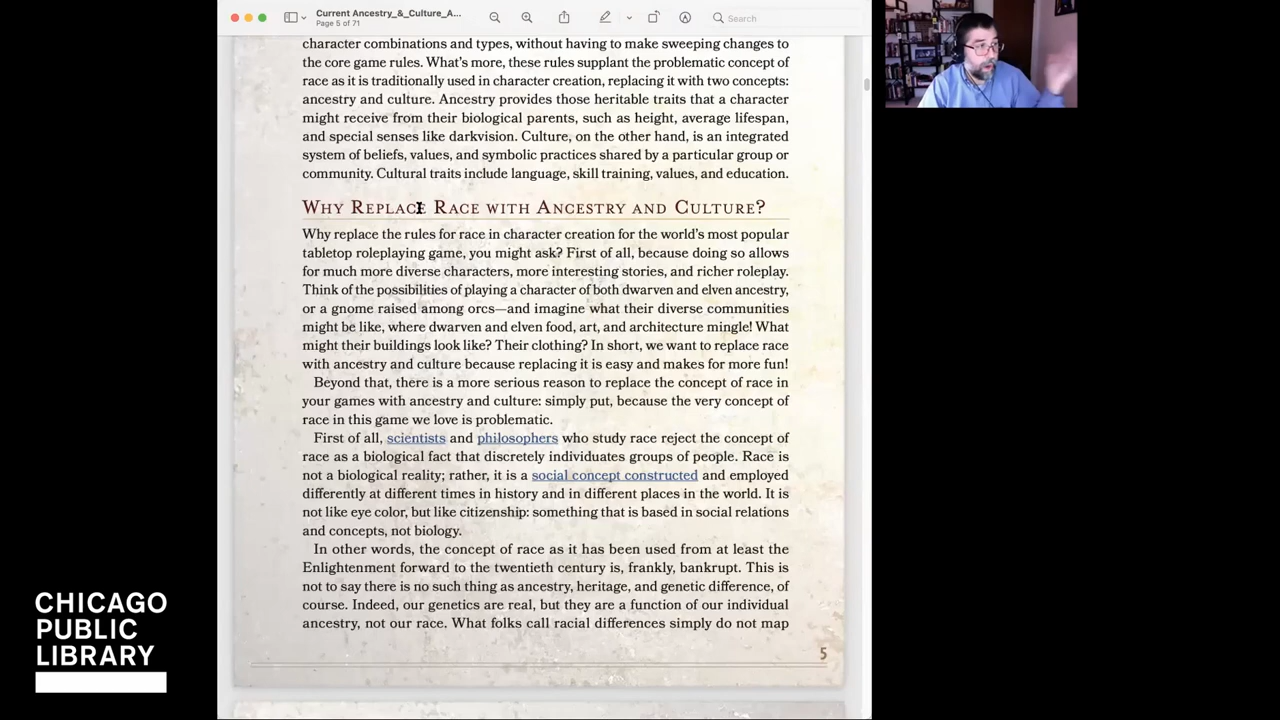 Current Ancestry_&_Culture_A...
Page 5 of 71
Search
character combinations and types, without having to make sweeping changes to
the core game rules. What's more, these rules supplant the problematic concept of
race as it is traditionally used in character creation, replacing it with two concepts:
ancestry and culture. Ancestry provides those heritable traits that a character
might receive from their biological parents, such as height, average lifespan,
and special senses like darkvision. Culture, on the other hand, is an integrated
system of beliefs, values, and symbolic practices shared by a particular group or
community. Cultural traits include language, skill training, values, and education.
Why Replace Race with Ancestry and Culture?
Why replace the rules for race in character creation for the world's most popular
tabletop roleplaying game, you might ask? First of all, because doing so allows
for much more diverse characters, more interesting stories, and richer roleplay.
Think of the possibilities of playing a character of both dwarven and elven ancestry,
or a gnome raised among orcs—and imagine what their diverse communities
might be like, where dwarven and elven food, art, and architecture mingle! What
might their buildings look like? Their clothing? In short, we want to replace race
with ancestry and culture because replacing it is easy and makes for more fun!
Beyond that, there is a more serious reason to replace the concept of race in
your games with ancestry and culture: simply put, because the very concept of
race in this game we love is problematic.
First of all, scientists and philosophers who study race reject the concept of
race as a biological fact that discretely individuates groups of people. Race is
not a biological reality; rather, it is a social concept constructed and employed
differently at different times in history and in different places in the world. It is
not like eye color, but like citizenship: something that is based in social relations
and concepts, not biology.
In other words, the concept of race as it has been used from at least the
Enlightenment forward to the twentieth century is, frankly, bankrupt. This is
not to say there is no such thing as ancestry, heritage, and genetic difference, of
course. Indeed, our genetics are real, but they are a function of our individual
ancestry, not our race. What folks call racial differences simply do not map
5
CHICAGO
PUBLIC
LIBRARY